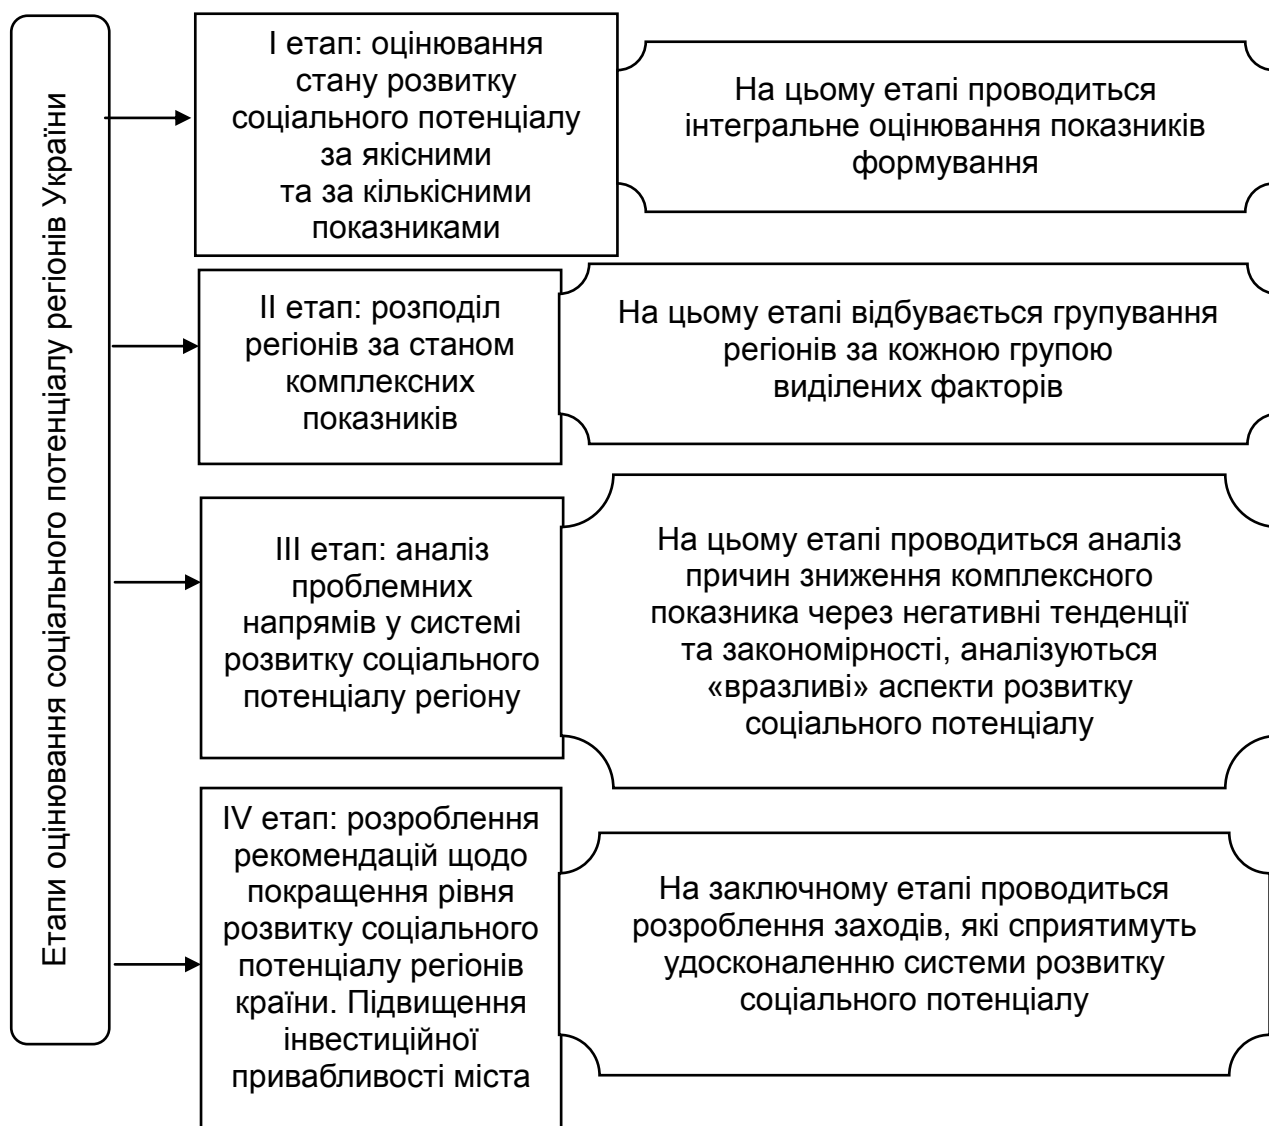 Етапи оцінювання соціального потенціалу регіонів України
І етап: оцінювання
стану розвитку
соціального потенціалу
за якісними
та за кількісними
показниками
На цьому етапі проводиться
інтегральне оцінювання показників
формування
ІІ етап: розподіл
регіонів за станом
комплексних
показників
На цьому етапі відбувається групування
регіонів за кожною групою
виділених факторів
ІІІ етап: аналіз
проблемних
напрямів у системі
розвитку соціального
потенціалу регіону
На цьому етапі проводиться аналіз
причин зниження комплексного
показника через негативні тенденції
та закономірності, аналізуються
«вразливі» аспекти розвитку
соціального потенціалу
IV етап: розроблення
рекомендацій щодо
покращення рівня
розвитку соціального
потенціалу регіонів
країни. Підвищення
інвестиційної
привабливості міста
На заключному етапі проводиться
розроблення заходів, які сприятимуть
удосконаленню системи розвитку
соціального потенціалу